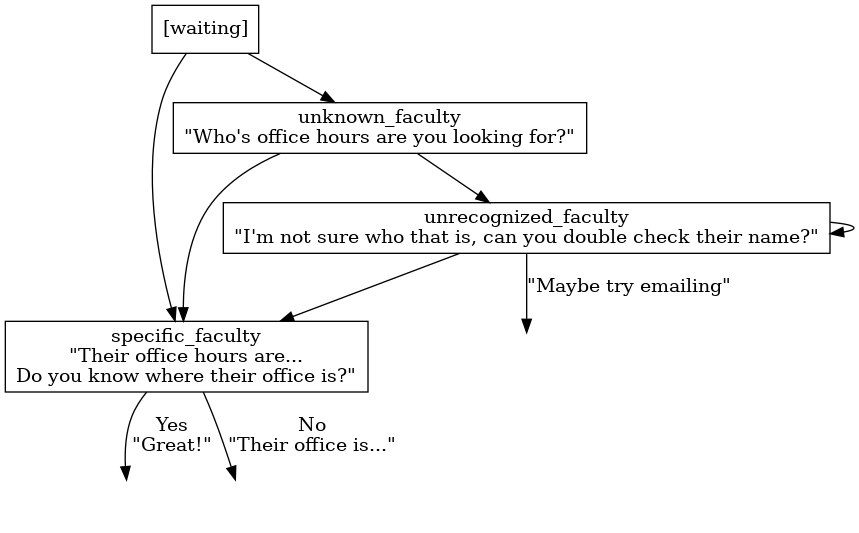 [waiting]
unknown_faculty
"Who's office hours are you looking for?"
unrecognized_faculty
"I'm not sure who that is, can you double check their name?"
"Maybe try emailing"
specific_faculty
"Their office hours are...
Do you know where their office is?"
Yes
"Great!"
No
"Their office is..."